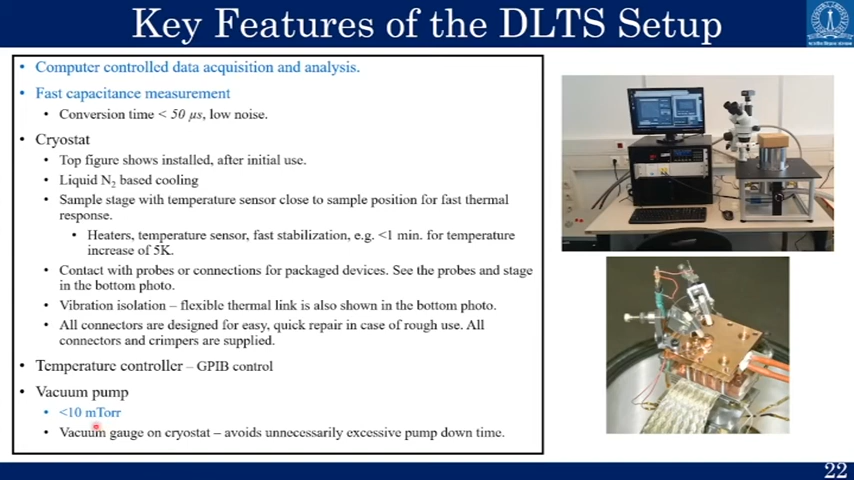 Key Features of the DLTS Setup
• Computer controlled data acquisition and analysis.
• Fast capacitance measurement
• Conversion time < 50 μs, low noise.
• Cryostat
• Top figure shows installed, after initial use.
• Liquid N2 based cooling
• Sample stage with temperature sensor close to sample position for fast thermal
response.
• Heaters, temperature sensor, fast stabilization, e.g. <1 min. for temperature
increase of 5K.
• Contact with probes or connections for packaged devices. See the probes and stage
in the bottom photo.
• Vibration isolation – flexible thermal link is also shown in the bottom photo.
• All connectors are designed for easy, quick repair in case of rough use. All
connectors and crimpers are supplied.
• Temperature controller – GPIB control
• Vacuum pump
• <10 mTorr
• Vacuum gauge on cryostat – avoids unnecessarily excessive pump down time.
22